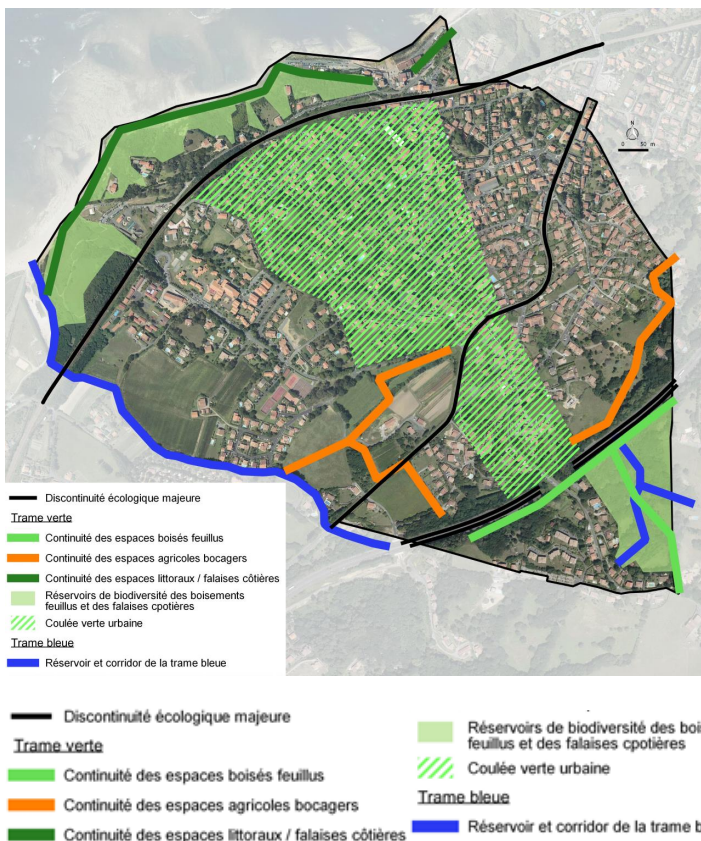 N
0 50 m
Discontinuité écologique majeure
Trame verte
Continuité des espaces boisés feuillus
Continuité des espaces agricoles bocagers
Continuité des espaces littoraux / falaises côtières
Réservoirs de biodiversité des boisements
feuillus et des falaises cpotières
Coulée verte urbaine
Trame bleue
Réservoir et corridor de la trame bleue
Discontinuité écologique majeure
Trame verte
Continuité des espaces boisés feuillus
Continuité des espaces agricoles bocagers
Continuité des espaces littoraux / falaises côtières
Réservoirs de biodiversité des boi
feuillus et des falaises cpotières
Coulée verte urbaine
Trame bleue
Réservoir et corridor de la trame b